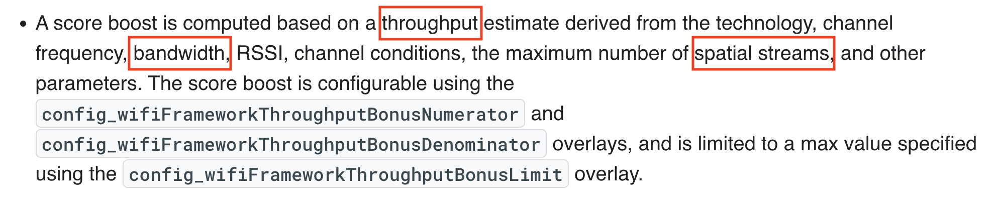 • A score boost is computed based on a throughput estimate derived from the technology, channel
frequency, bandwidth, RSSI, channel conditions, the maximum number of spatial streams, and other
parameters. The score boost is configurable using the
config_wifiFrameworkThroughputBonusNumerator and
config_wifiFrameworkThroughputBonusDenominator overlays, and is limited to a max value specified
using the config_wifiFrameworkThroughputBonusLimit overlay.